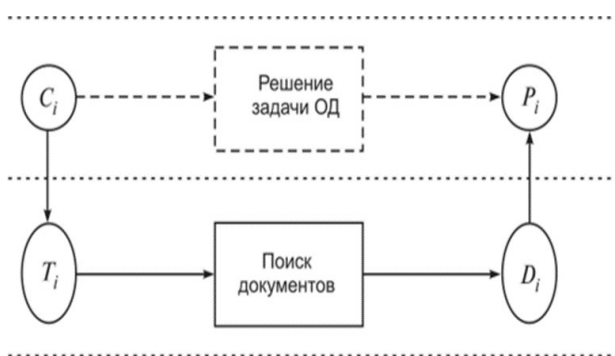 Решение
задачи ОД
C_i
P_i
Поиск
документов
T_i
D_i